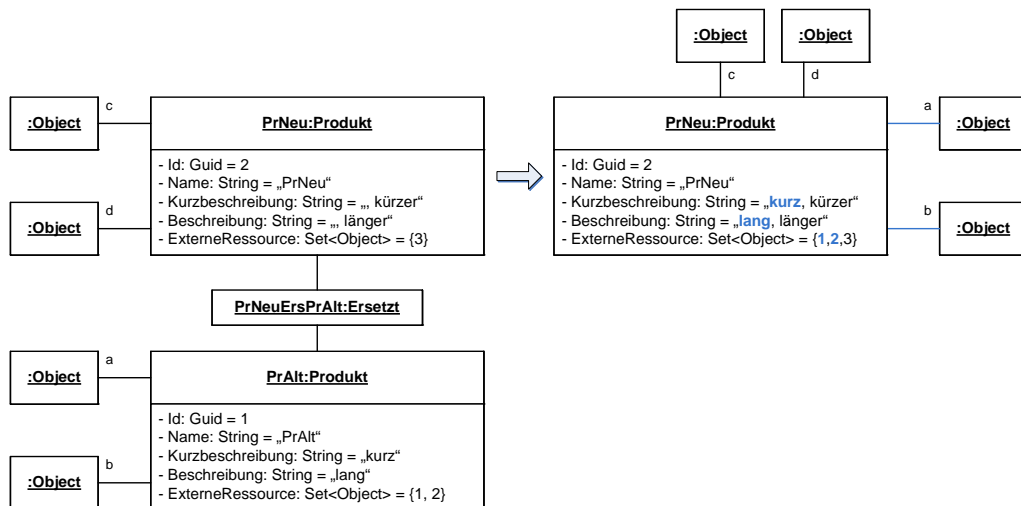 :Object
:Object
c
d
c
:Object
PrNeu:Produkt
- Id: Guid = 2
- Name: String = „PrNeu“
- Kurzbeschreibung: String = „, kürzer“
- Beschreibung: String = „, länger“
- ExterneRessource: Set<Object> = {3}
d
:Object
PrNeu:Produkt
- Id: Guid = 2
- Name: String = „PrNeu“
- Kurzbeschreibung: String = „kurz, kürzer“
- Beschreibung: String = „lang, länger“
- ExterneRessource: Set<Object> = {1,2,3}
a
:Object
b
:Object
PrNeuErsPrAlt:Ersetzt
a
:Object
PrAlt:Produkt
- Id: Guid = 1
- Name: String = „PrAlt“
- Kurzbeschreibung: String = „kurz“
- Beschreibung: String = „lang“
- ExterneRessource: Set<Object> = {1, 2}
b
:Object